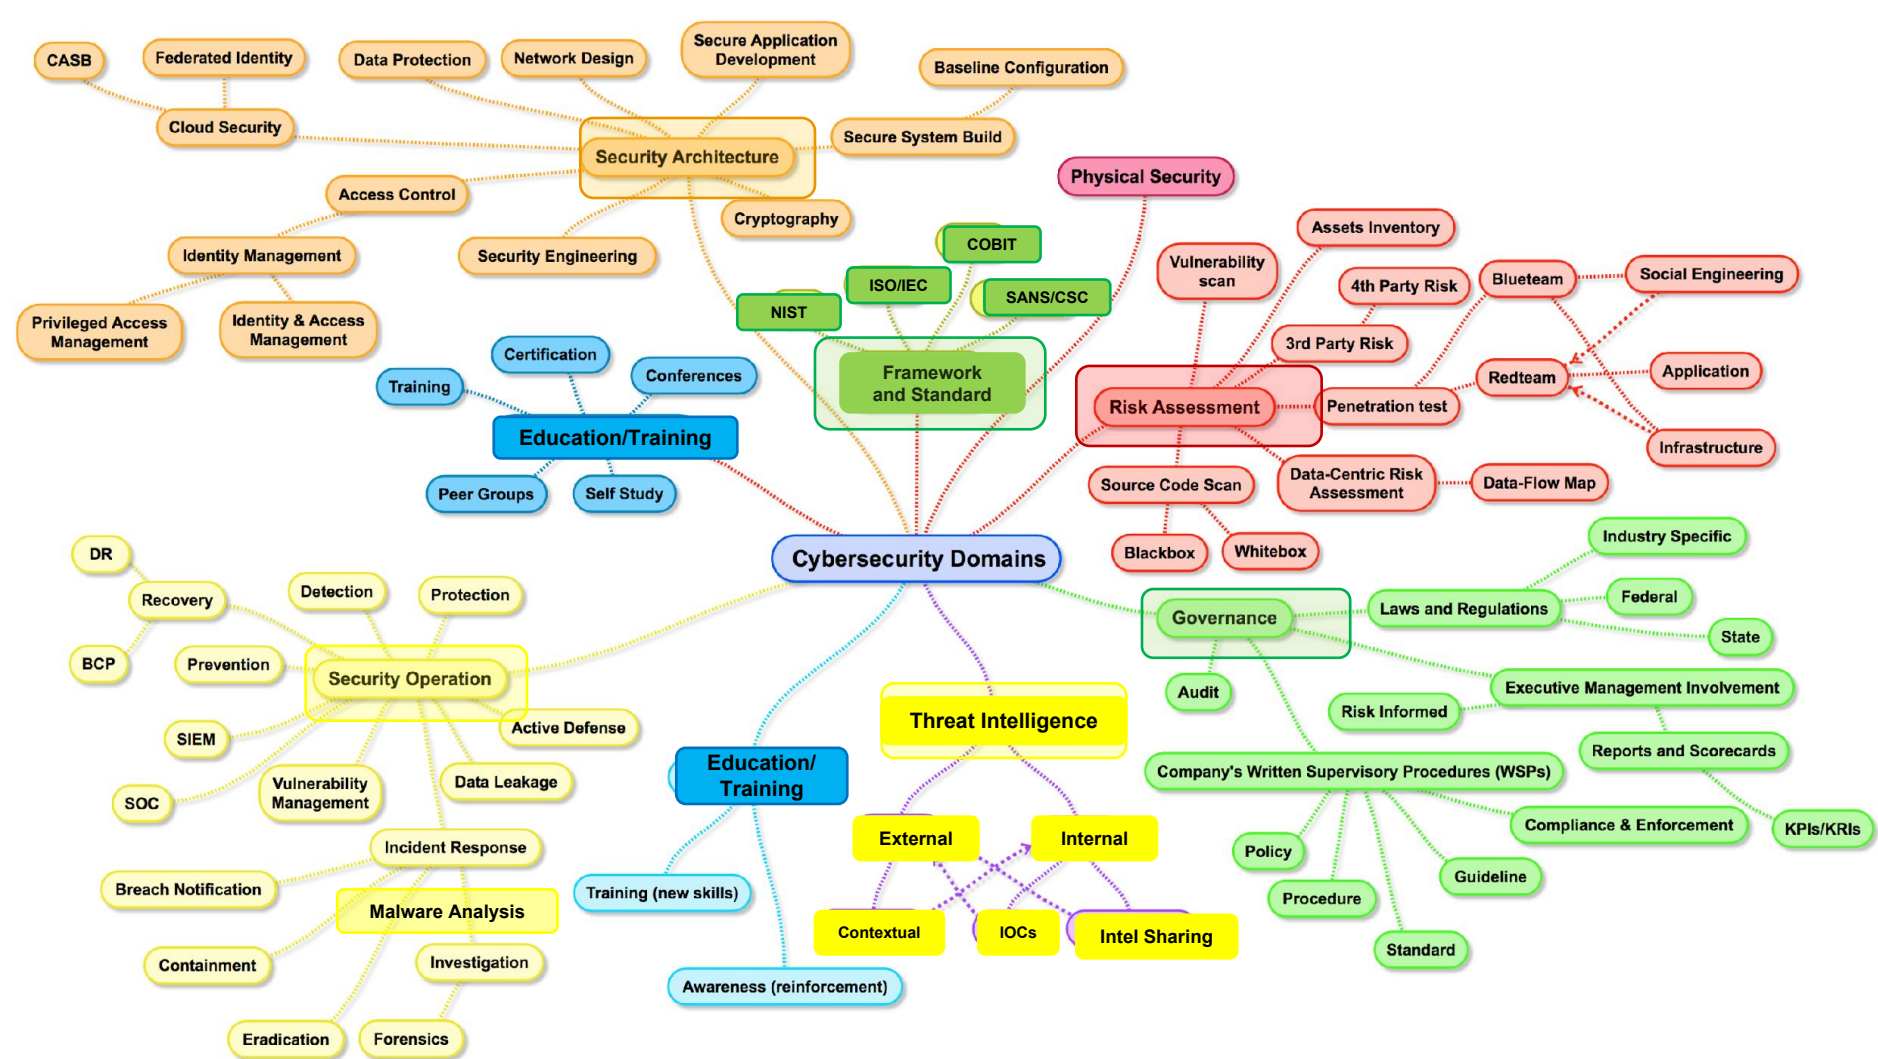 CASB
Federated Identity
Data Protection
Network Design
Secure Application
Development
Baseline Configuration
Cloud Security
Security Architecture
Secure System Build
Physical Security
Access Control
Cryptography
Identity Management
Security Engineering
Privileged Access
Management
Identity & Access
Management
COBIT
ISO/IEC
SANS/CSC
NIST
Framework
and Standard
Assets Inventory
Vulnerability
scan
4th Party Risk
3rd Party Risk
Blueteam
Social Engineering
Redteam
Application
Risk Assessment
Penetration test
Infrastructure
Source Code Scan
Data-Centric Risk
Assessment
Data-Flow Map
Blackbox
Whitebox
Certification
Training
Conferences
Education/Training
Peer Groups
Self Study
Cybersecurity Domains
DR
Recovery
Detection
Protection
BCP
Prevention
Security Operation
SIEM
Active Defense
SOC
Vulnerability
Management
Data Leakage
Incident Response
Breach Notification
Malware Analysis
Containment
Investigation
Eradication
Forensics
Education/
Training
Training (new skills)
Awareness (reinforcement)
Threat Intelligence
External
Internal
Contextual
IOCs
Intel Sharing
Governance
Industry Specific
Laws and Regulations
Federal
State
Audit
Executive Management Involvement
Risk Informed
Reports and Scorecards
Company's Written Supervisory Procedures (WSPs)
Compliance & Enforcement
KPIs/KRIs
Policy
Procedure
Guideline
Standard